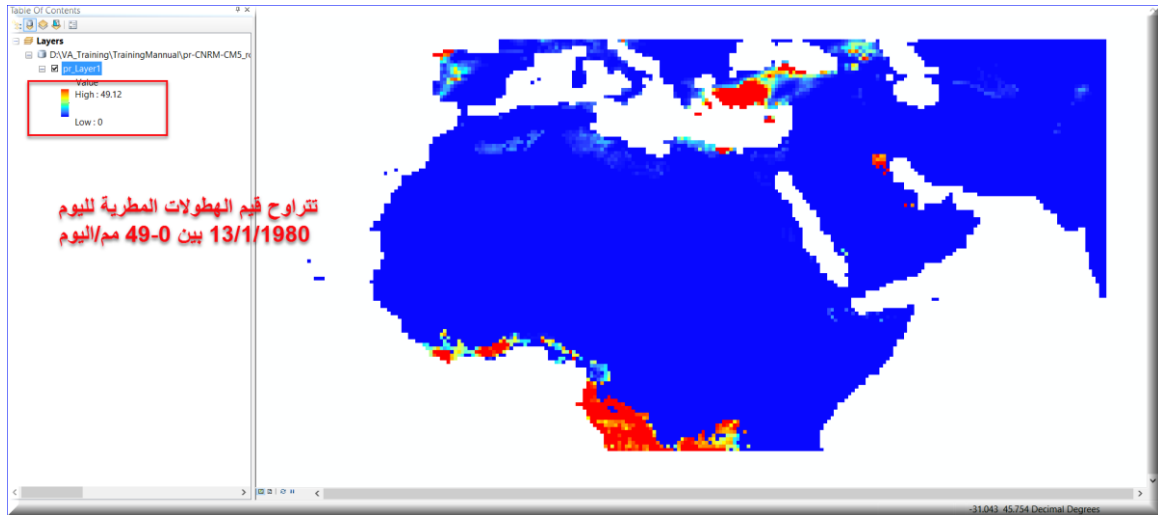 Table Of Contents
Layers
D:\VA_Training\TrainingMannual\pr-CNRM-CM5_r
pr_Layer1
Value
High : 49.12
Low : 0
تتراوح قيم الهطولات المطرية لليوم
13/1/1980 بين 0-49 مم/اليوم
-31.043 45.754 Decimal Degrees